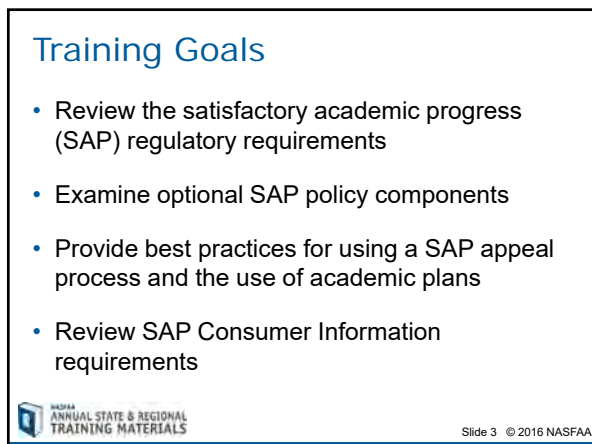 Training Goals
• Review the satisfactory academic progress
(SAP) regulatory requirements
• Examine optional SAP policy components
• Provide best practices for using a SAP appeal
process and the use of academic plans
• Review SAP Consumer Information
requirements
NASFAA
ANNUAL STATE & REGIONAL
TRAINING MATERIALS
Slide 3 © 2016 NASFAA